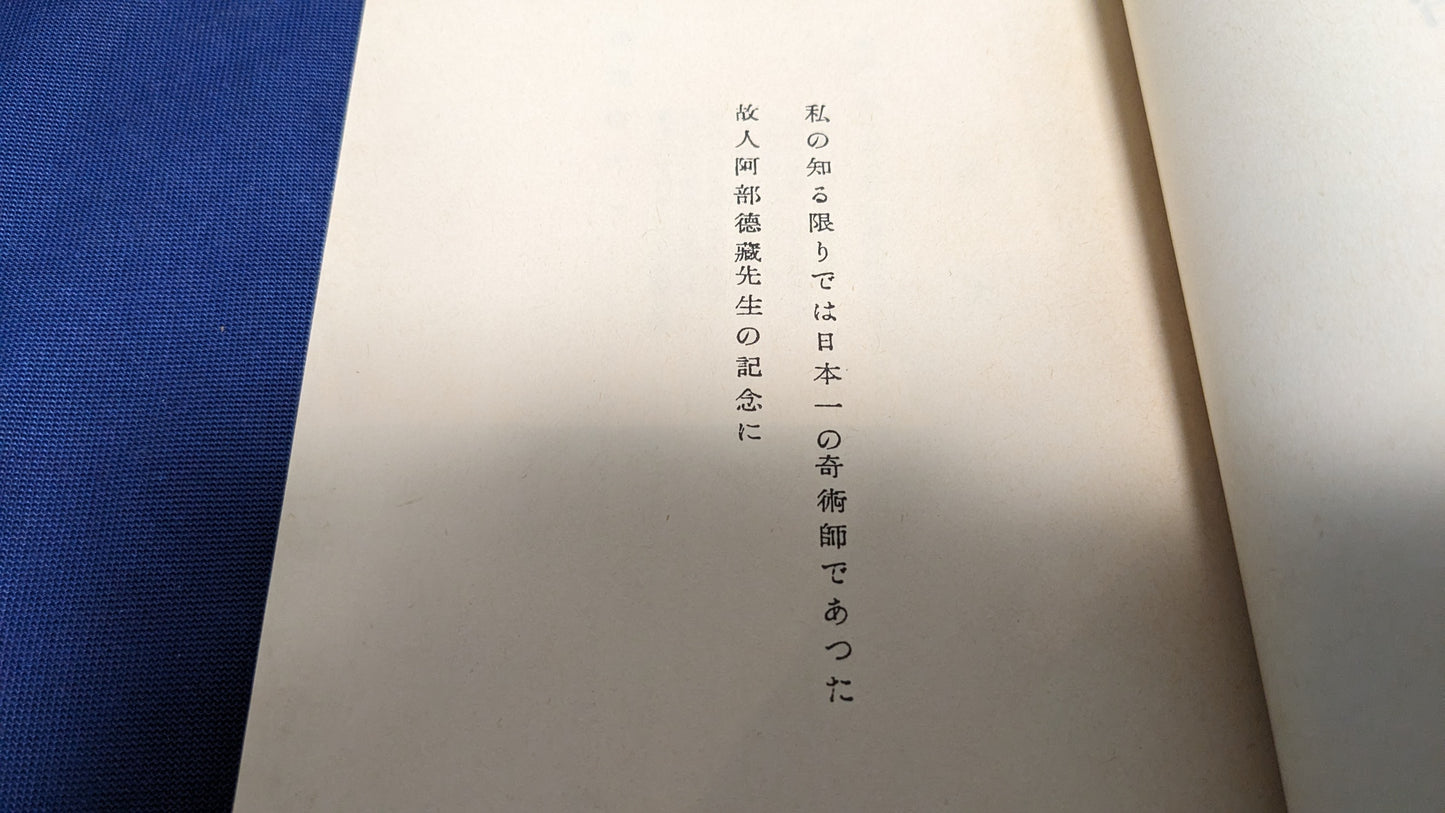 私の知る限りでは日本一の奇術師であつた
故人阿部德藏先生の記念に